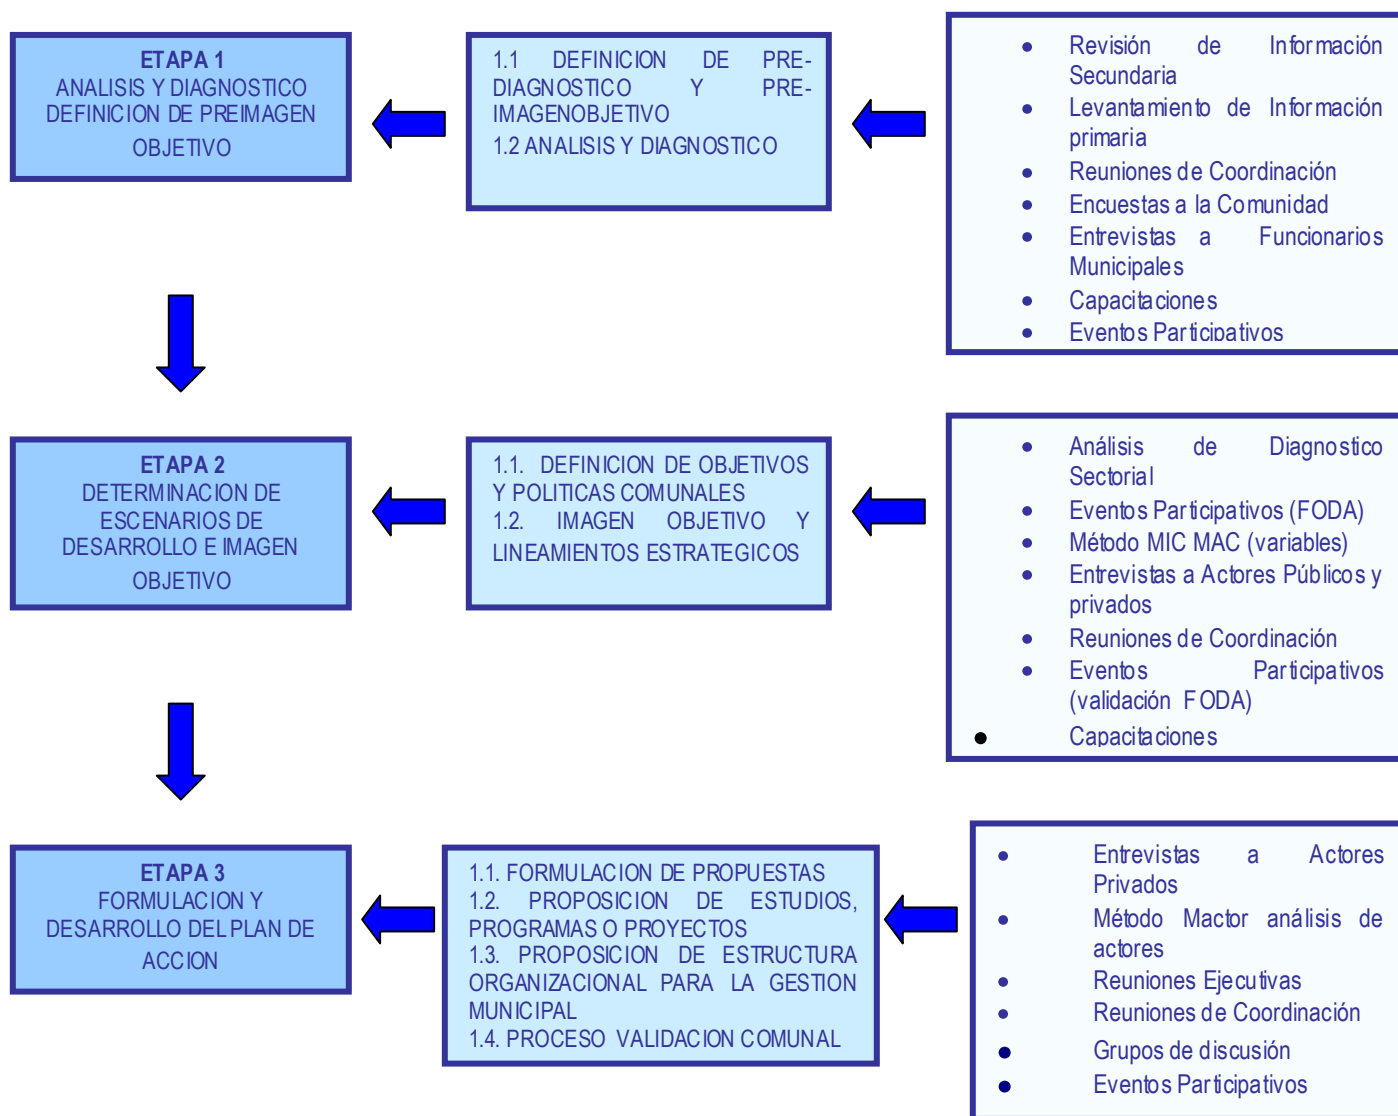 ETAPA 1
ANALISIS Y DIAGNOSTICO
DEFINICION DE PREIMAGEN
OBJETIVO
1.1 DEFINICION DE PRE-
DIAGNOSTICO Y PRE-
IMAGENOBJETIVO
1.2 ANALISIS Y DIAGNOSTICO
• Revisión de Información
Secundaria
• Levantamiento de Información
primaria
• Reuniones de Coordinación
• Encuestas a la Comunidad
• Entrevistas a Funcionarios
Municipales
• Capacitaciones
• Eventos Participativos
ETAPA 2
DETERMINACION DE
ESCENARIOS DE
DESARROLLO E IMAGEN
OBJETIVO
1.1. DEFINICION DE OBJETIVOS
Y POLITICAS COMUNALES
1.2. IMAGEN OBJETIVO Y
LINEAMIENTOS ESTRATEGICOS
• Análisis de Diagnostico
Sectorial
• Eventos Participativos (FODA)
• Método MIC MAC (variables)
• Entrevistas a Actores Públicos y
privados
• Reuniones de Coordinación
• Eventos Participativos
(validación FODA)
• Capacitaciones
ETAPA 3
FORMULACION Y
DESARROLLO DEL PLAN DE
ACCION
1.1. FORMULACION DE PROPUESTAS
1.2. PROPOSICION DE ESTUDIOS,
PROGRAMAS O PROYECTOS
1.3. PROPOSICION DE ESTRUCTURA
ORGANIZACIONAL PARA LA GESTION
MUNICIPAL
1.4. PROCESO VALIDACION COMUNAL
• Entrevistas a Actores
Privados
• Método Mactor análisis de
actores
• Reuniones Ejecutivas
• Reuniones de Coordinación
• Grupos de discusión
• Eventos Participativos